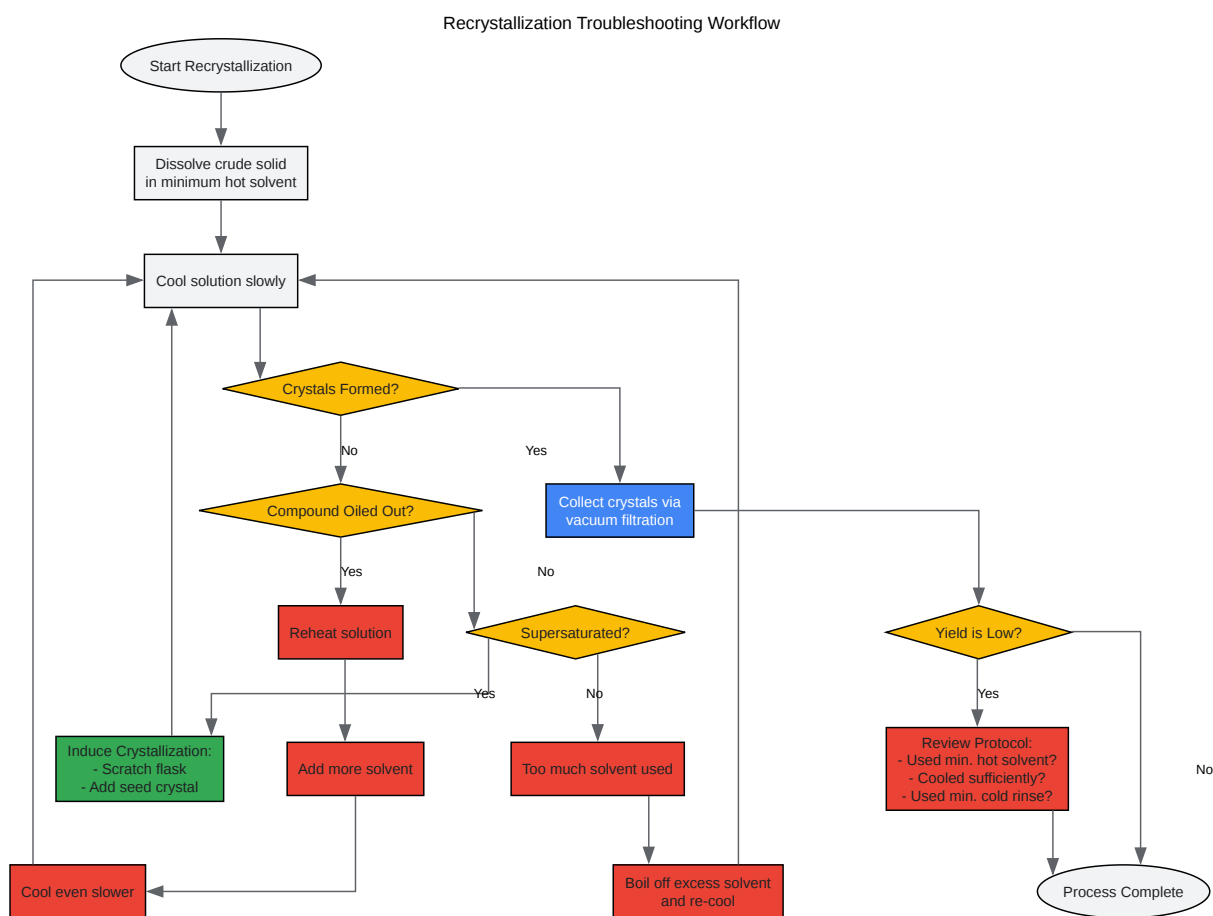 Recrystallization Troubleshooting Workflow
Start Recrystallization
Dissolve crude solid
in minimum hot solvent
Cool solution slowly
Crystals Formed?
No
Yes
Compound Oiled Out?
Collect crystals via
vacuum filtration
Yes
No
Reheat solution
Supersaturated?
Yield is Low?
Yes
No
Yes
Induce Crystallization:
- Scratch flask
- Add seed crystal
Add more solvent
Too much solvent used
Review Protocol:
- Used min. hot solvent?
- Cooled sufficiently?
- Used min. cold rinse?
No
Cool even slower
Boil off excess solvent
and re-cool
Process Complete